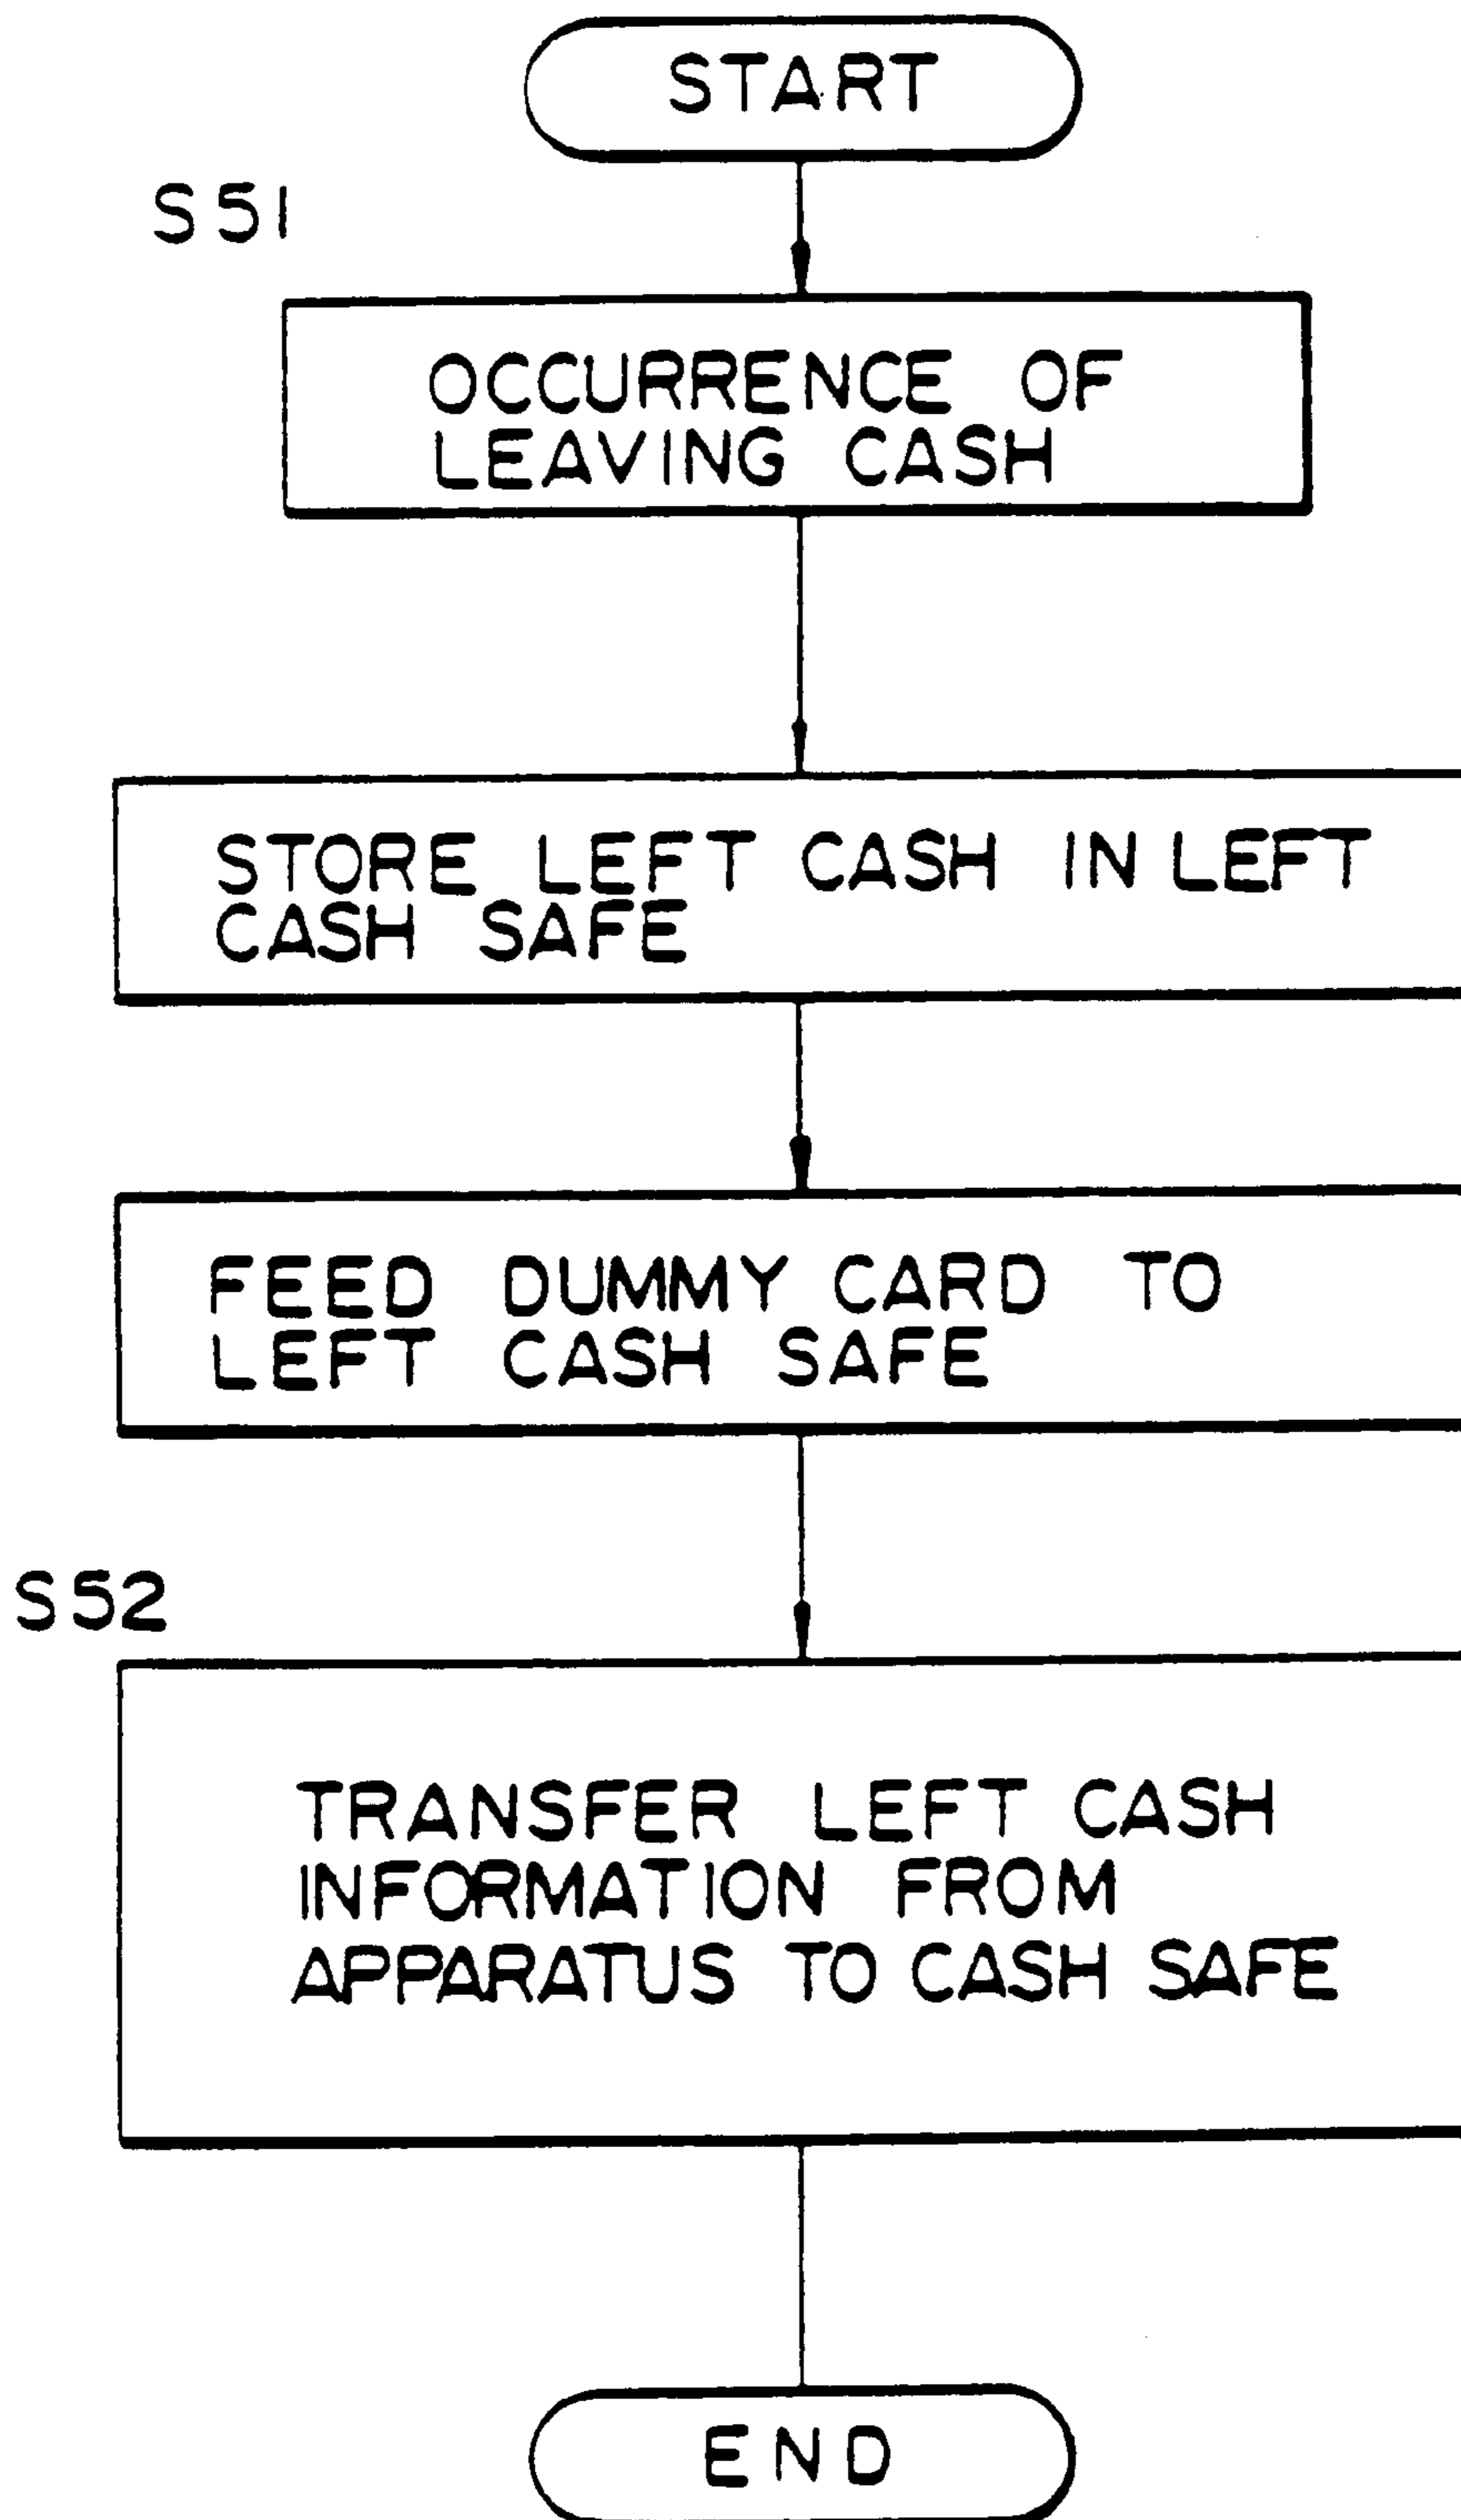 START
S51
OCCURRENCE OF
LEAVING CASH
STORE LEFT CASH IN LEFT
CASH SAFE
FEED DUMMY CARD TO
LEFT CASH SAFE
S52
TRANSFER LEFT CASH
INFORMATION FROM
APPARATUS TO CASH SAFE
END